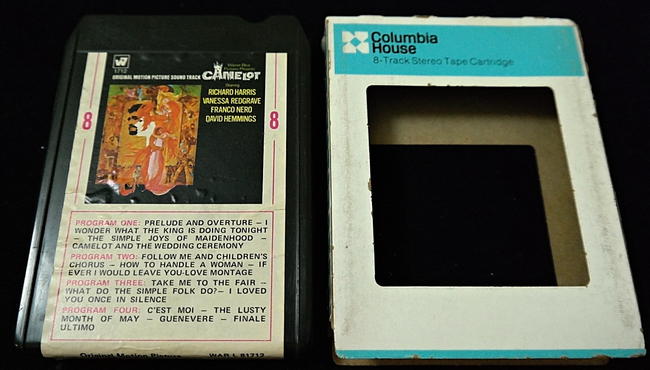 W
1712
ORIGINAL MOTION PICTURE SOUND TRACK
Warner Bros.
Pictures Presents
CAMELOT
Starring
RICHARD HARRIS
VANESSA REDGRAVE
FRANCO NERO
DAVID HEMMINGS
8
8
PROGRAM ONE: PRELUDE AND OVERTURE – I
WONDER WHAT THE KING IS DOING TONIGHT
– THE SIMPLE JOYS OF MAIDENHOOD –
CAMELOT AND THE WEDDING CEREMONY
PROGRAM TWO: FOLLOW ME AND CHILDREN'S
CHORUS – HOW TO HANDLE A WOMAN – IF
EVER I WOULD LEAVE YOU-LOVE MONTAGE
PROGRAM THREE: TAKE ME TO THE FAIR –
WHAT DO THE SIMPLE FOLK DO?– I LOVED
YOU ONCE IN SILENCE
PROGRAM FOUR: C'EST MOI – THE LUSTY
MONTH OF MAY – GUENEVERE – FINALE
ULTIMO
Original Motion Picture WAR L 81712
Columbia
House
8-Track Stereo Tape Cartridge